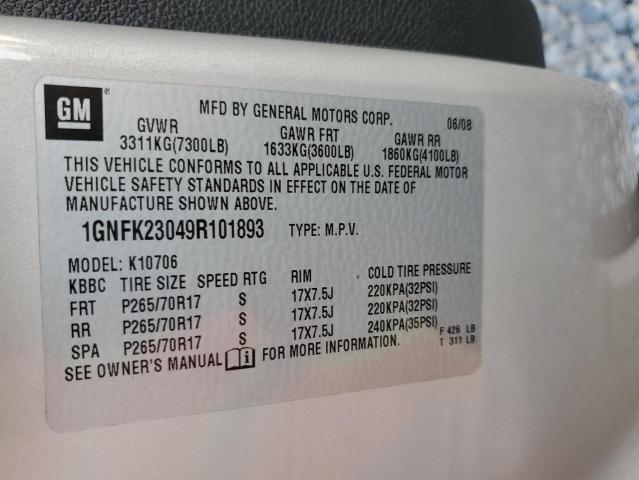 GM ®
MFD BY GENERAL MOTORS CORP. 06/08
GVWR GAWR FRT GAWR RR
3311KG(7300LB) 1633KG(3600LB) 1860KG(4100LB)
THIS VEHICLE CONFORMS TO ALL APPLICABLE U.S. FEDERAL MOTOR
VEHICLE SAFETY STANDARDS IN EFFECT ON THE DATE OF
MANUFACTURE SHOWN ABOVE.
1GNFK23049R101893 TYPE: M.P.V.
MODEL: K10706
KBBC TIRE SIZE SPEED RTG RIM COLD TIRE PRESSURE
FRT P265/70R17 S 17X7.5J 220KPA(32PSI)
RR P265/70R17 S 17X7.5J 220KPA(32PSI)
SPA P265/70R17 S 17X7.5J 240KPA(35PSI)
F 426 LB
T 311 LB
SEE OWNER'S MANUAL FOR MORE INFORMATION.